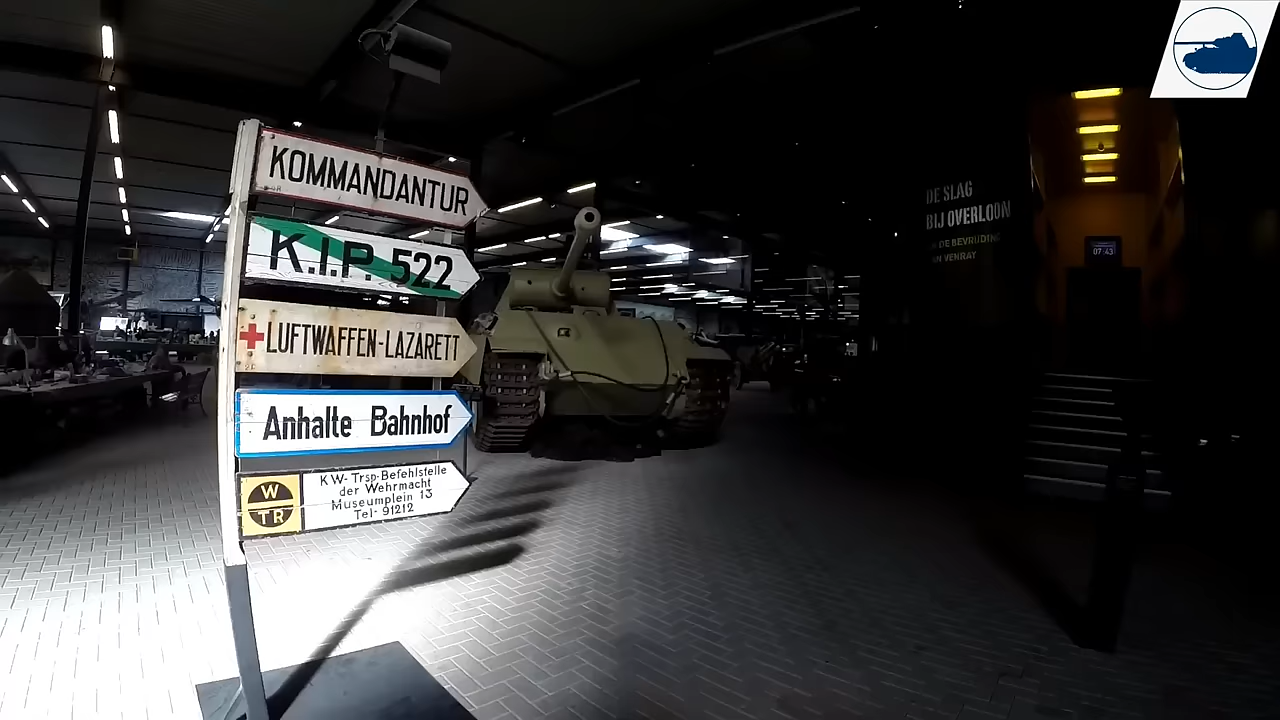 KOMMANDANTUR
K.I.P. 522
LUFTWAFFEN-LAZARETT
Anhalte Bahnhof
W
TR
KW-Trsp-Befehlstelle
der Wehrmacht
Museumplein 13
Tel-91212
DE SLAG
BIJ OVERLOON
DE BEVRIJDING
VAN VENRAY
07:43